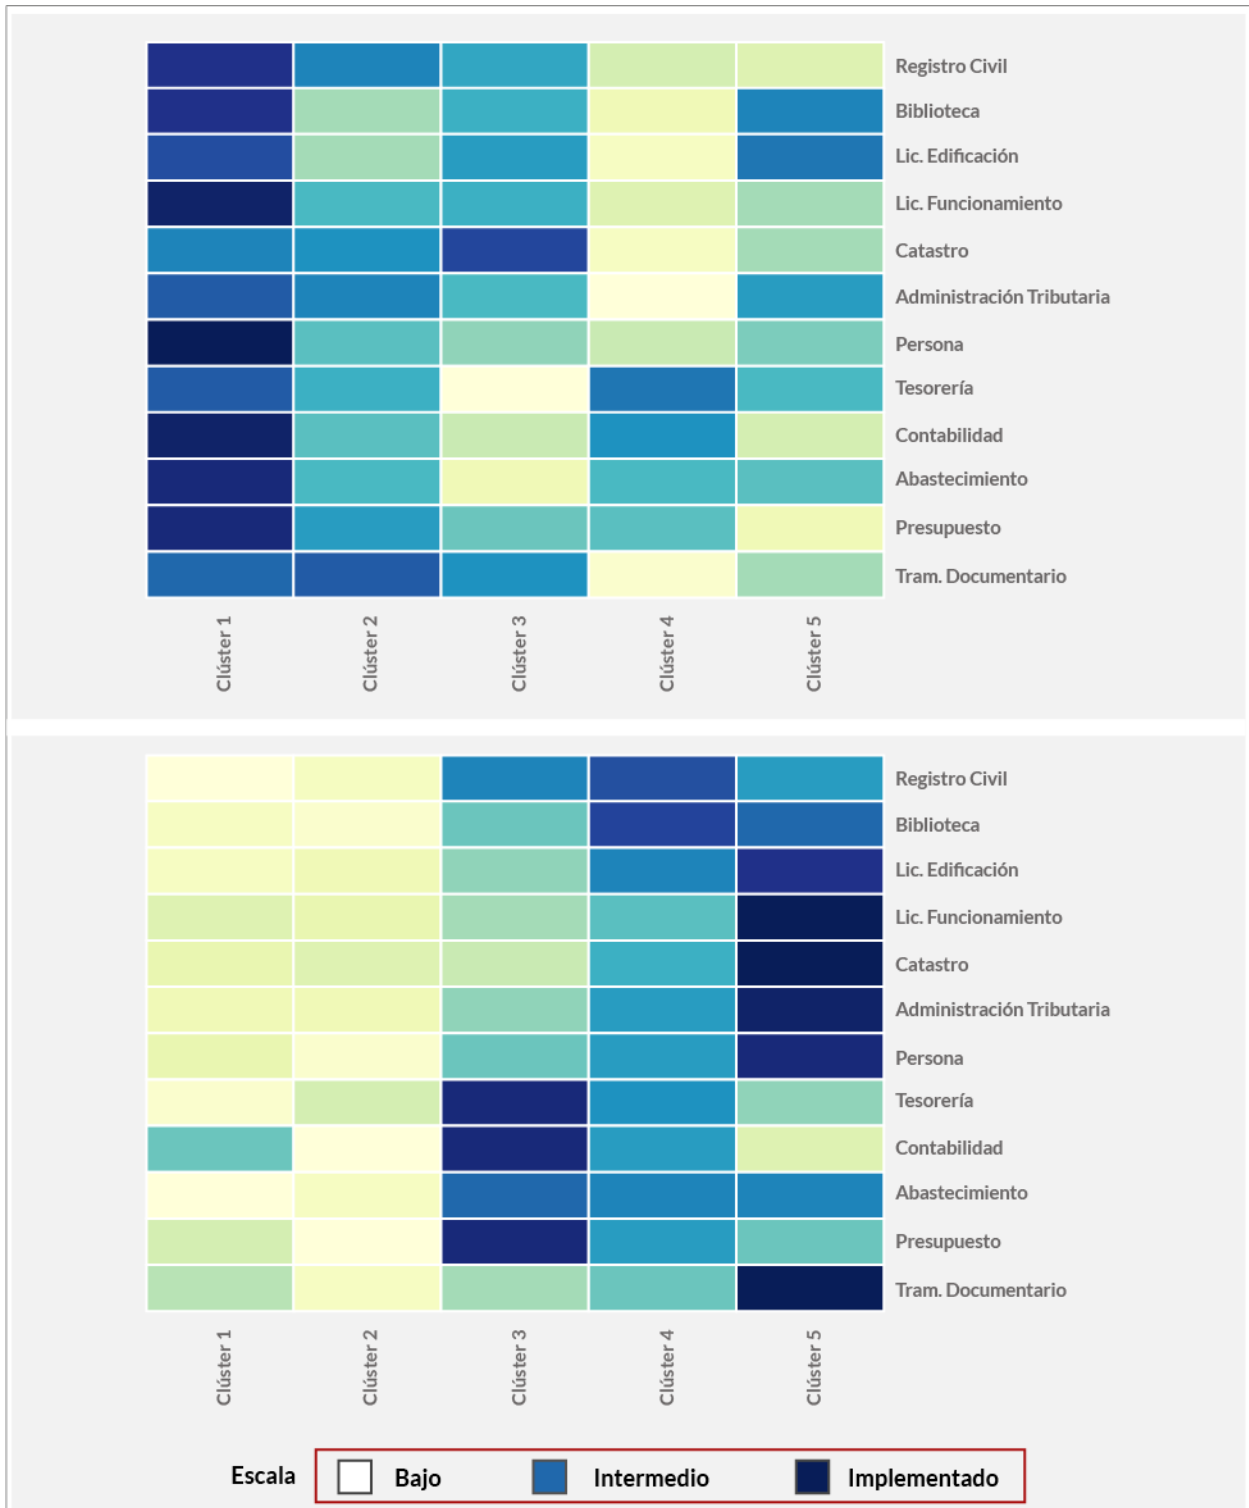 Registro Civil
Biblioteca
Lic. Edificación
Lic. Funcionamiento
Catastro
Administración Tributaria
Persona
Tesorería
Contabilidad
Abastecimiento
Presupuesto
Tram. Documentario
Clúster 1
Clúster 2
Clúster 3
Clúster 4
Clúster 5
Registro Civil
Biblioteca
Lic. Edificación
Lic. Funcionamiento
Catastro
Administración Tributaria
Persona
Tesorería
Contabilidad
Abastecimiento
Presupuesto
Tram. Documentario
Clúster 1
Clúster 2
Clúster 3
Clúster 4
Clúster 5
Escala Bajo Intermedio Implementado